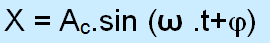 X = Ac.sin (ω .t+φ)